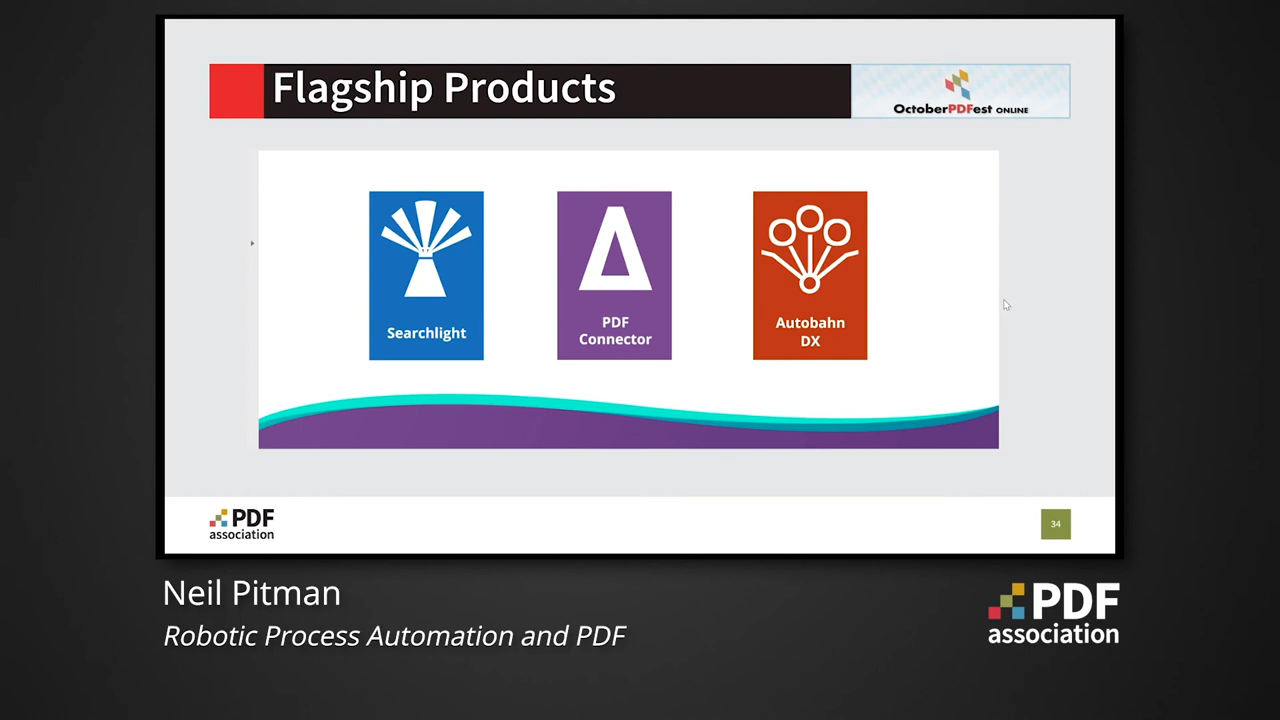 Flagship Products
OctoberPDFest ONLINE
Searchlight
PDF
Connector
Autobahn
DX
PDF
association
34
Neil Pitman
Robotic Process Automation and PDF
PDF
association